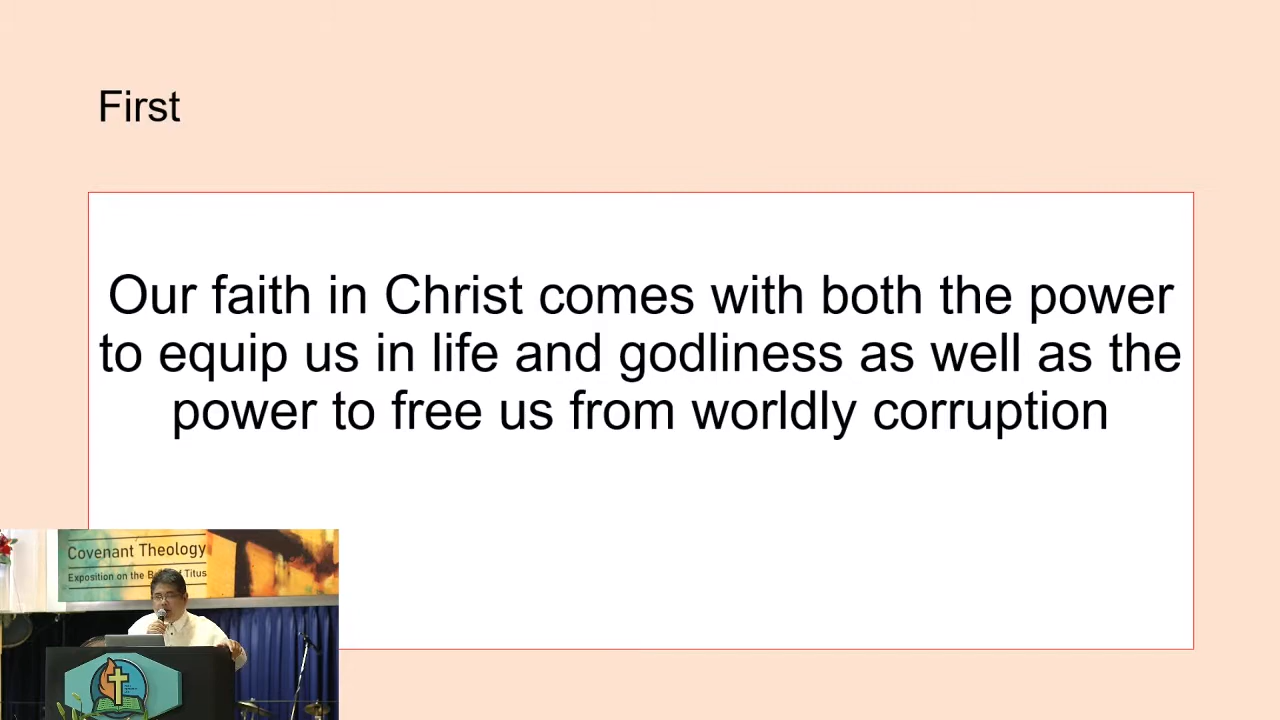 First
Our faith in Christ comes with both the power
to equip us in life and godliness as well as the
power to free us from worldly corruption
Covenant Theology
Exposition on the of Titus